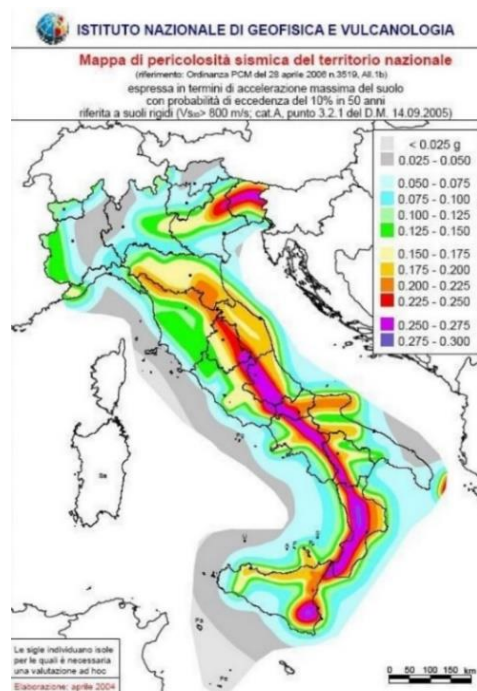 ISTITUTO NAZIONALE DI GEOFISICA E VULCANOLOGIA
Mappa di pericolosità sismica del territorio nazionale
(riferimento: Ordinanza PCM del 28 aprile 2006 n.3519, All.1b)
espressa in termini di accelerazione massima del suolo
con probabilità di eccedenza del 10% in 50 anni
riferita a suoli rigidi (Vs30> 800 m/s; cat.A, punto 3.2.1 del D.M. 14.09.2005)
< 0.025 g
0.025 - 0.050
0.050 - 0.075
0.075 - 0.100
0.100 - 0.125
0.125 - 0.150
0.150 - 0.175
0.175 - 0.200
0.200 - 0.225
0.225 - 0.250
0.250 - 0.275
0.275 - 0.300
Le sigle individuano isole
per le quali è necessaria
una valutazione ad hoc
Elaborazione: aprile 2004
0 50 100 150
km